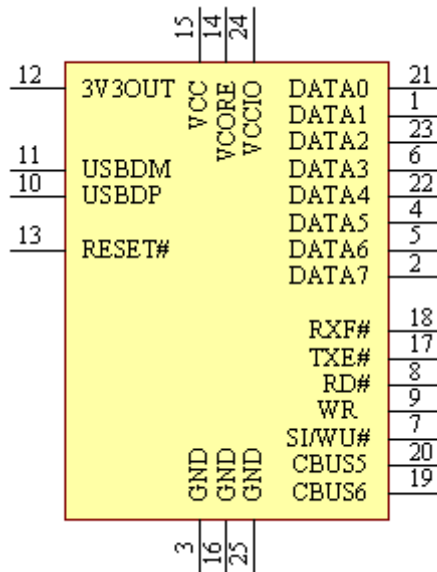 15 14 24
VCC VCORE VCCIO
12 3V3OUT DATA0 21
DATA1 1
DATA2 23
11 USBDM DATA3 6
10 USBDP DATA4 22
DATA5 4
13 RESET# DATA6 5
DATA7 2
RXF# 18
TXE# 17
RD# 8
WR 9
SI/WU# 7
CBUS5 20
CBUS6 19
GND GND GND
3 16 25